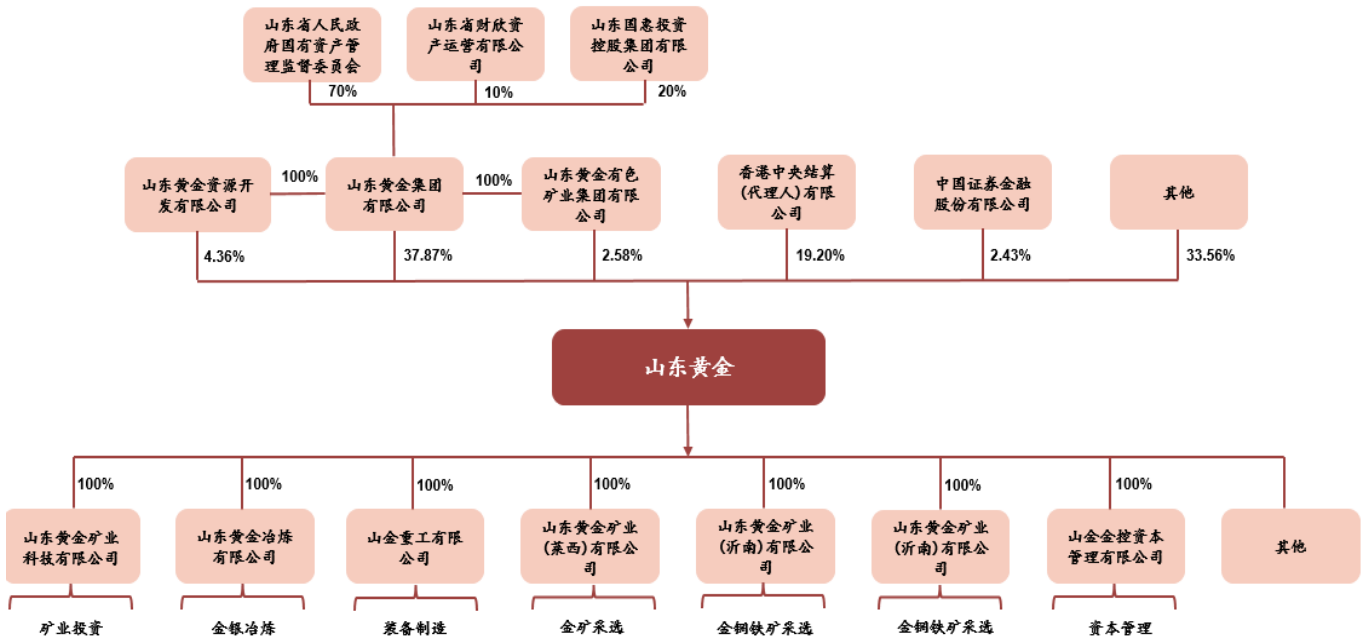 山东省人民政
府国有资产管
理监督委员会
山东省财欣资
产运营有限公
司
山东国惠投资
控股集团有限
公司
70%
10%
20%
山东黄金资源开
发有限公司
100%
山东黄金集团
有限公司
100%
山东黄金有色
矿业集团有限
公司
香港中央结算
(代理人)有限
公司
中国证券金融
股份有限公司
其他
4.36%
37.87%
2.58%
19.20%
2.43%
33.56%
山东黄金
100%
100%
100%
100%
100%
100%
100%
山东黄金矿业
科技有限公司
山东黄金冶炼
有限公司
山金重工有限
公司
山东黄金矿业
(莱西)有限公
司
山东黄金矿业
(沂南)有限公
司
山东黄金矿业
(沂南)有限公
司
山金金控资本
管理有限公司
其他
矿业投资
金银冶炼
装备制造
金矿采选
金铜铁矿采选
金铜铁矿采选
资本管理